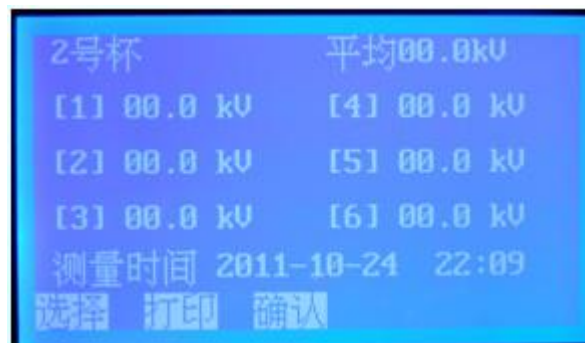 2号杯 平均00.0kV
[1] 00.0 kV [4] 00.0 kV
[2] 00.0 kV [5] 00.0 kV
[3] 00.0 kV [6] 00.0 kV
测量时间 2011-10-24 22:09
选择 打印 确认